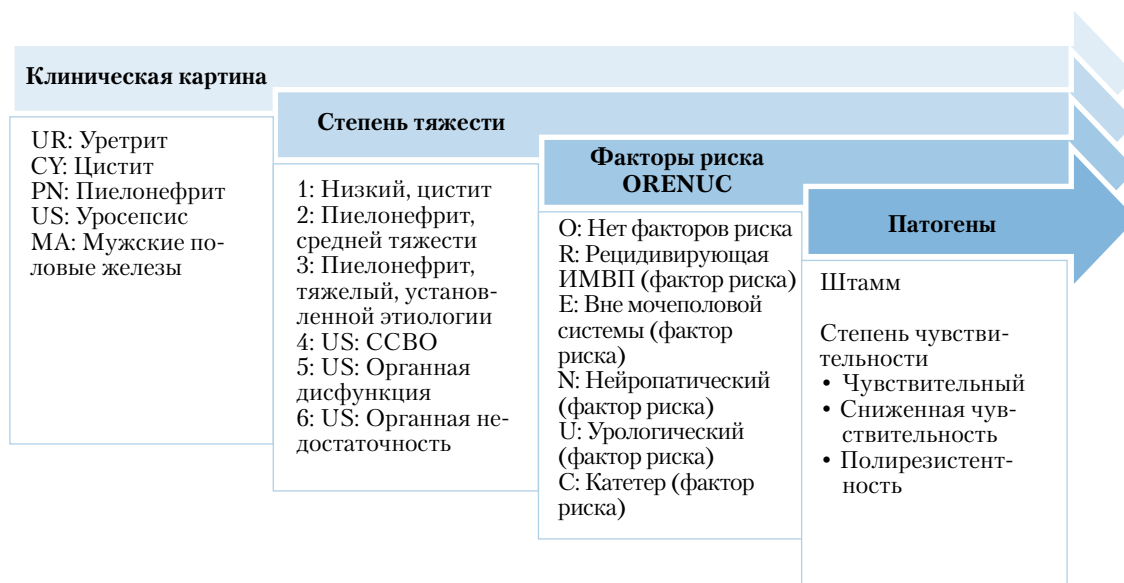 Клиническая картина
UR: Уретрит
CY: Цистит
PN: Пиелонефрит
US: Уросепсис
MA: Мужские по-
ловые железы
Степень тяжести
1: Низкий, цистит
2: Пиелонефрит,
средней тяжести
3: Пиелонефрит,
тяжелый, установ-
ленной этиологии
4: US: ССВО
5: US: Органная
дисфункция
6: US: Органная не-
достаточность
Факторы риска
ORENUC
O: Нет факторов риска
R: Рецидивирующая
ИМВП (фактор риска)
E: Вне мочеполовой
системы (фактор
риска)
N: Нейропатический
(фактор риска)
U: Урологический
(фактор риска)
C: Катетер (фактор
риска)
Патогены
Штамм
Степень чувстви-
тельности
• Чувствительный
• Сниженная чув-
ствительность
• Полирезистент-
ность